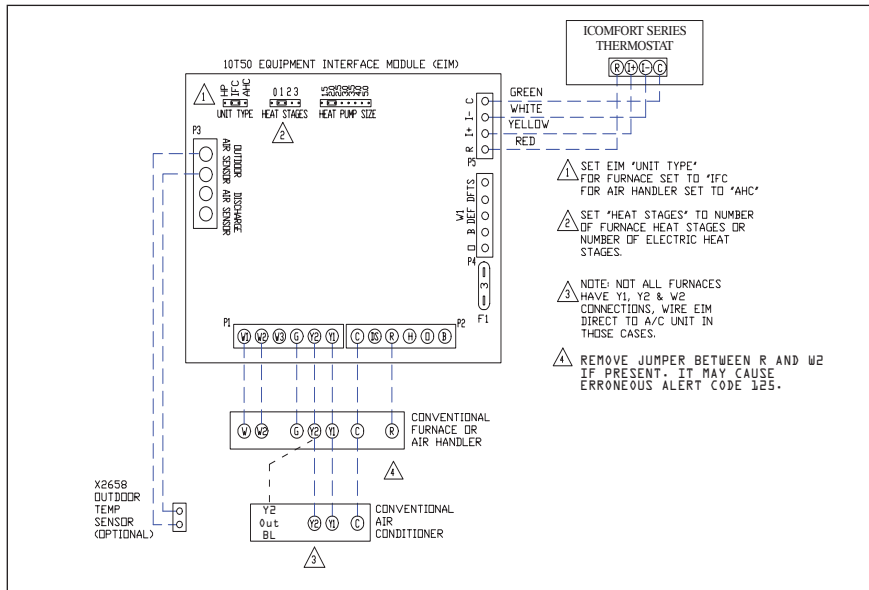 ICOMFORT SERIES
THERMOSTAT
R I+ I- C
10T50 EQUIPMENT INTERFACE MODULE (EIM)
1
HP
IFC
AHC
UNIT TYPE
0 1 2 3
HEAT STAGES
2
15
20
25
30
35
40
50
HEAT PUMP SIZE
P3
OUTDOOR
AIR SENSOR
DISCHARGE
AIR SENSOR
R I+ I- C
P5
GREEN
WHITE
YELLOW
RED
O B DEF DFTS
W1
P4
3
F1
P1
W1 W2 W3 G Y2 Y1
C DS R H O B
P2
1 SET EIM "UNIT TYPE"
FOR FURNACE SET TO "IFC
FOR AIR HANDLER SET TO "AHC"
2 SET "HEAT STAGES" TO NUMBER
OF FURNACE HEAT STAGES OR
NUMBER OF ELECTRIC HEAT
STAGES.
3 NOTE: NOT ALL FURNACES
HAVE Y1, Y2 & W2
CONNECTIONS, WIRE EIM
DIRECT TO A/C UNIT IN
THOSE CASES.
4 REMOVE JUMPER BETWEEN R AND W2
IF PRESENT. IT MAY CAUSE
ERRONEOUS ALERT CODE 125.
W W2 G Y2 Y1 C R
CONVENTIONAL
FURNACE OR
AIR HANDLER
4
X2658
OUTDOOR
TEMP
SENSOR
(OPTIONAL)
Y2
Out
BL
Y2 Y1 C
CONVENTIONAL
AIR
CONDITIONER
3